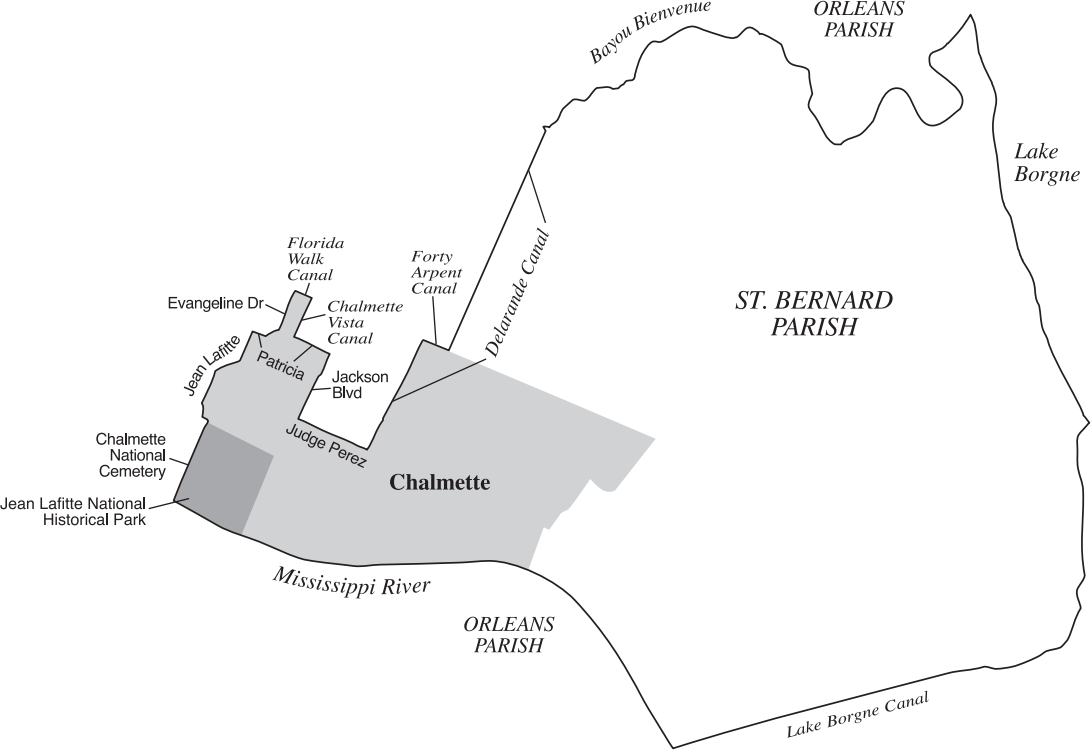 Bayou Bienvenue
ORLEANS
PARISH
Lake
Borgne
Florida
Walk
Canal
Forty
Arpent
Canal
Delarande Canal
Evangeline Dr
Chalmette
Vista
Canal
ST. BERNARD
PARISH
Jean Lafitte
Patricia
Jackson
Blvd
Judge Perez
Chalmette
National
Cemetery
Chalmette
Jean Lafitte National
Historical Park
Mississippi River
ORLEANS
PARISH
Lake Borgne Canal